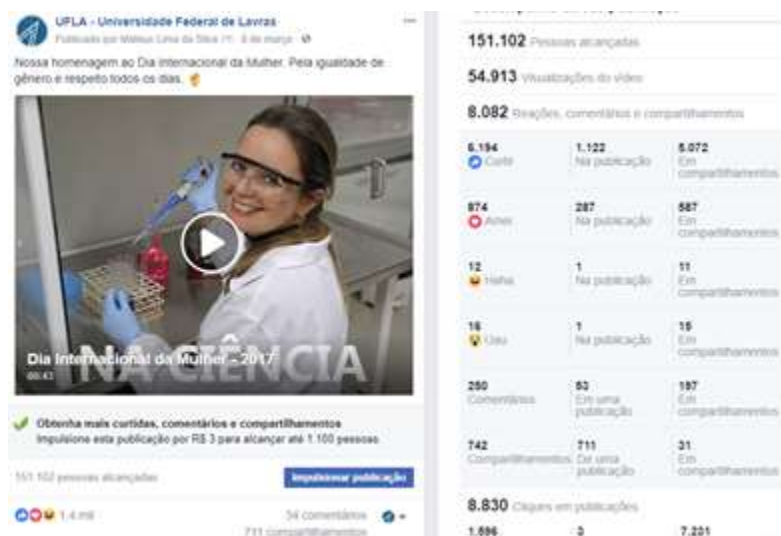 UFLA - Universidade Federal de Lavras
Publicado por Mateus Lima da Silva · 8 de março ·
Nossa homenagem ao Dia Internacional da Mulher. Pela igualdade de
gênero e respeito todos os dias.
NA CIÊNCIA
Dia Internacional da Mulher - 2017
00:43
Obtenha mais curtidas, comentários e compartilhamentos
Impulsione esta publicação por R$ 3 para alcançar até 1.100 pessoas.
151.102 pessoas alcançadas
Impulsionar publicação
1.4 mil
54 comentários
711 compartilhamentos
151.102 Pessoas alcançadas
54.913 Visualizações do vídeo
8.082 Reações, comentários e compartilhamentos
6.194 1.122 5.072
Curtir Na publicação Em
compartilhamentos
874 287 587
Amei Na publicação Em
compartilhamentos
12 1 11
Haha Na publicação Em
compartilhamentos
16 1 15
Uau Na publicação Em
compartilhamentos
250 53 197
Comentários Em uma Em
publicação compartilhamentos
742 711 31
Compartilhamentos De uma Em
publicação compartilhamentos
8.830 Cliques em publicações
1.596 3 7.231